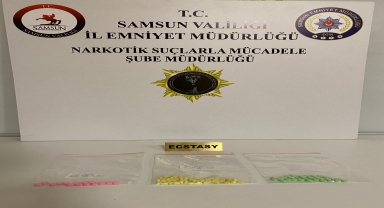 T.C.
SAMSUN VALİLİĞİ
İL EMNİYET MÜDÜRLÜĞÜ
NARKOTİK SUÇLARLA MÜCADELE
ŞUBE MÜDÜRLÜĞÜ
SAMSUN
ECSTASY